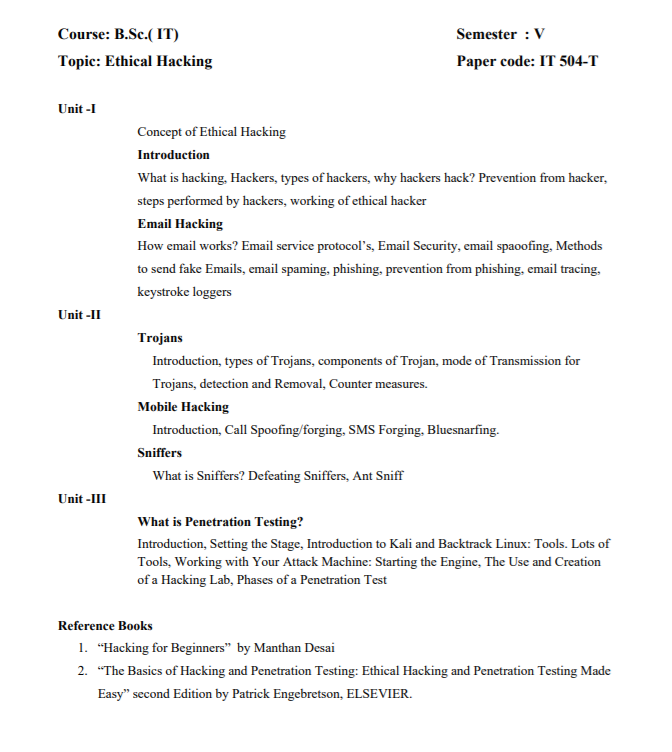 Course: B.Sc.( IT) Semester : V
Topic: Ethical Hacking Paper code: IT 504-T
Unit -I
Concept of Ethical Hacking
Introduction
What is hacking, Hackers, types of hackers, why hackers hack? Prevention from hacker,
steps performed by hackers, working of ethical hacker
Email Hacking
How email works? Email service protocol’s, Email Security, email spaoofing, Methods
to send fake Emails, email spaming, phishing, prevention from phishing, email tracing,
keystroke loggers
Unit -II
Trojans
Introduction, types of Trojans, components of Trojan, mode of Transmission for
Trojans, detection and Removal, Counter measures.
Mobile Hacking
Introduction, Call Spoofing/forging, SMS Forging, Bluesnarfing.
Sniffers
What is Sniffers? Defeating Sniffers, Ant Sniff
Unit -III
What is Penetration Testing?
Introduction, Setting the Stage, Introduction to Kali and Backtrack Linux: Tools. Lots of
Tools, Working with Your Attack Machine: Starting the Engine, The Use and Creation
of a Hacking Lab, Phases of a Penetration Test
Reference Books
1. “Hacking for Beginners” by Manthan Desai
2. “The Basics of Hacking and Penetration Testing: Ethical Hacking and Penetration Testing Made
Easy” second Edition by Patrick Engebretson, ELSEVIER.